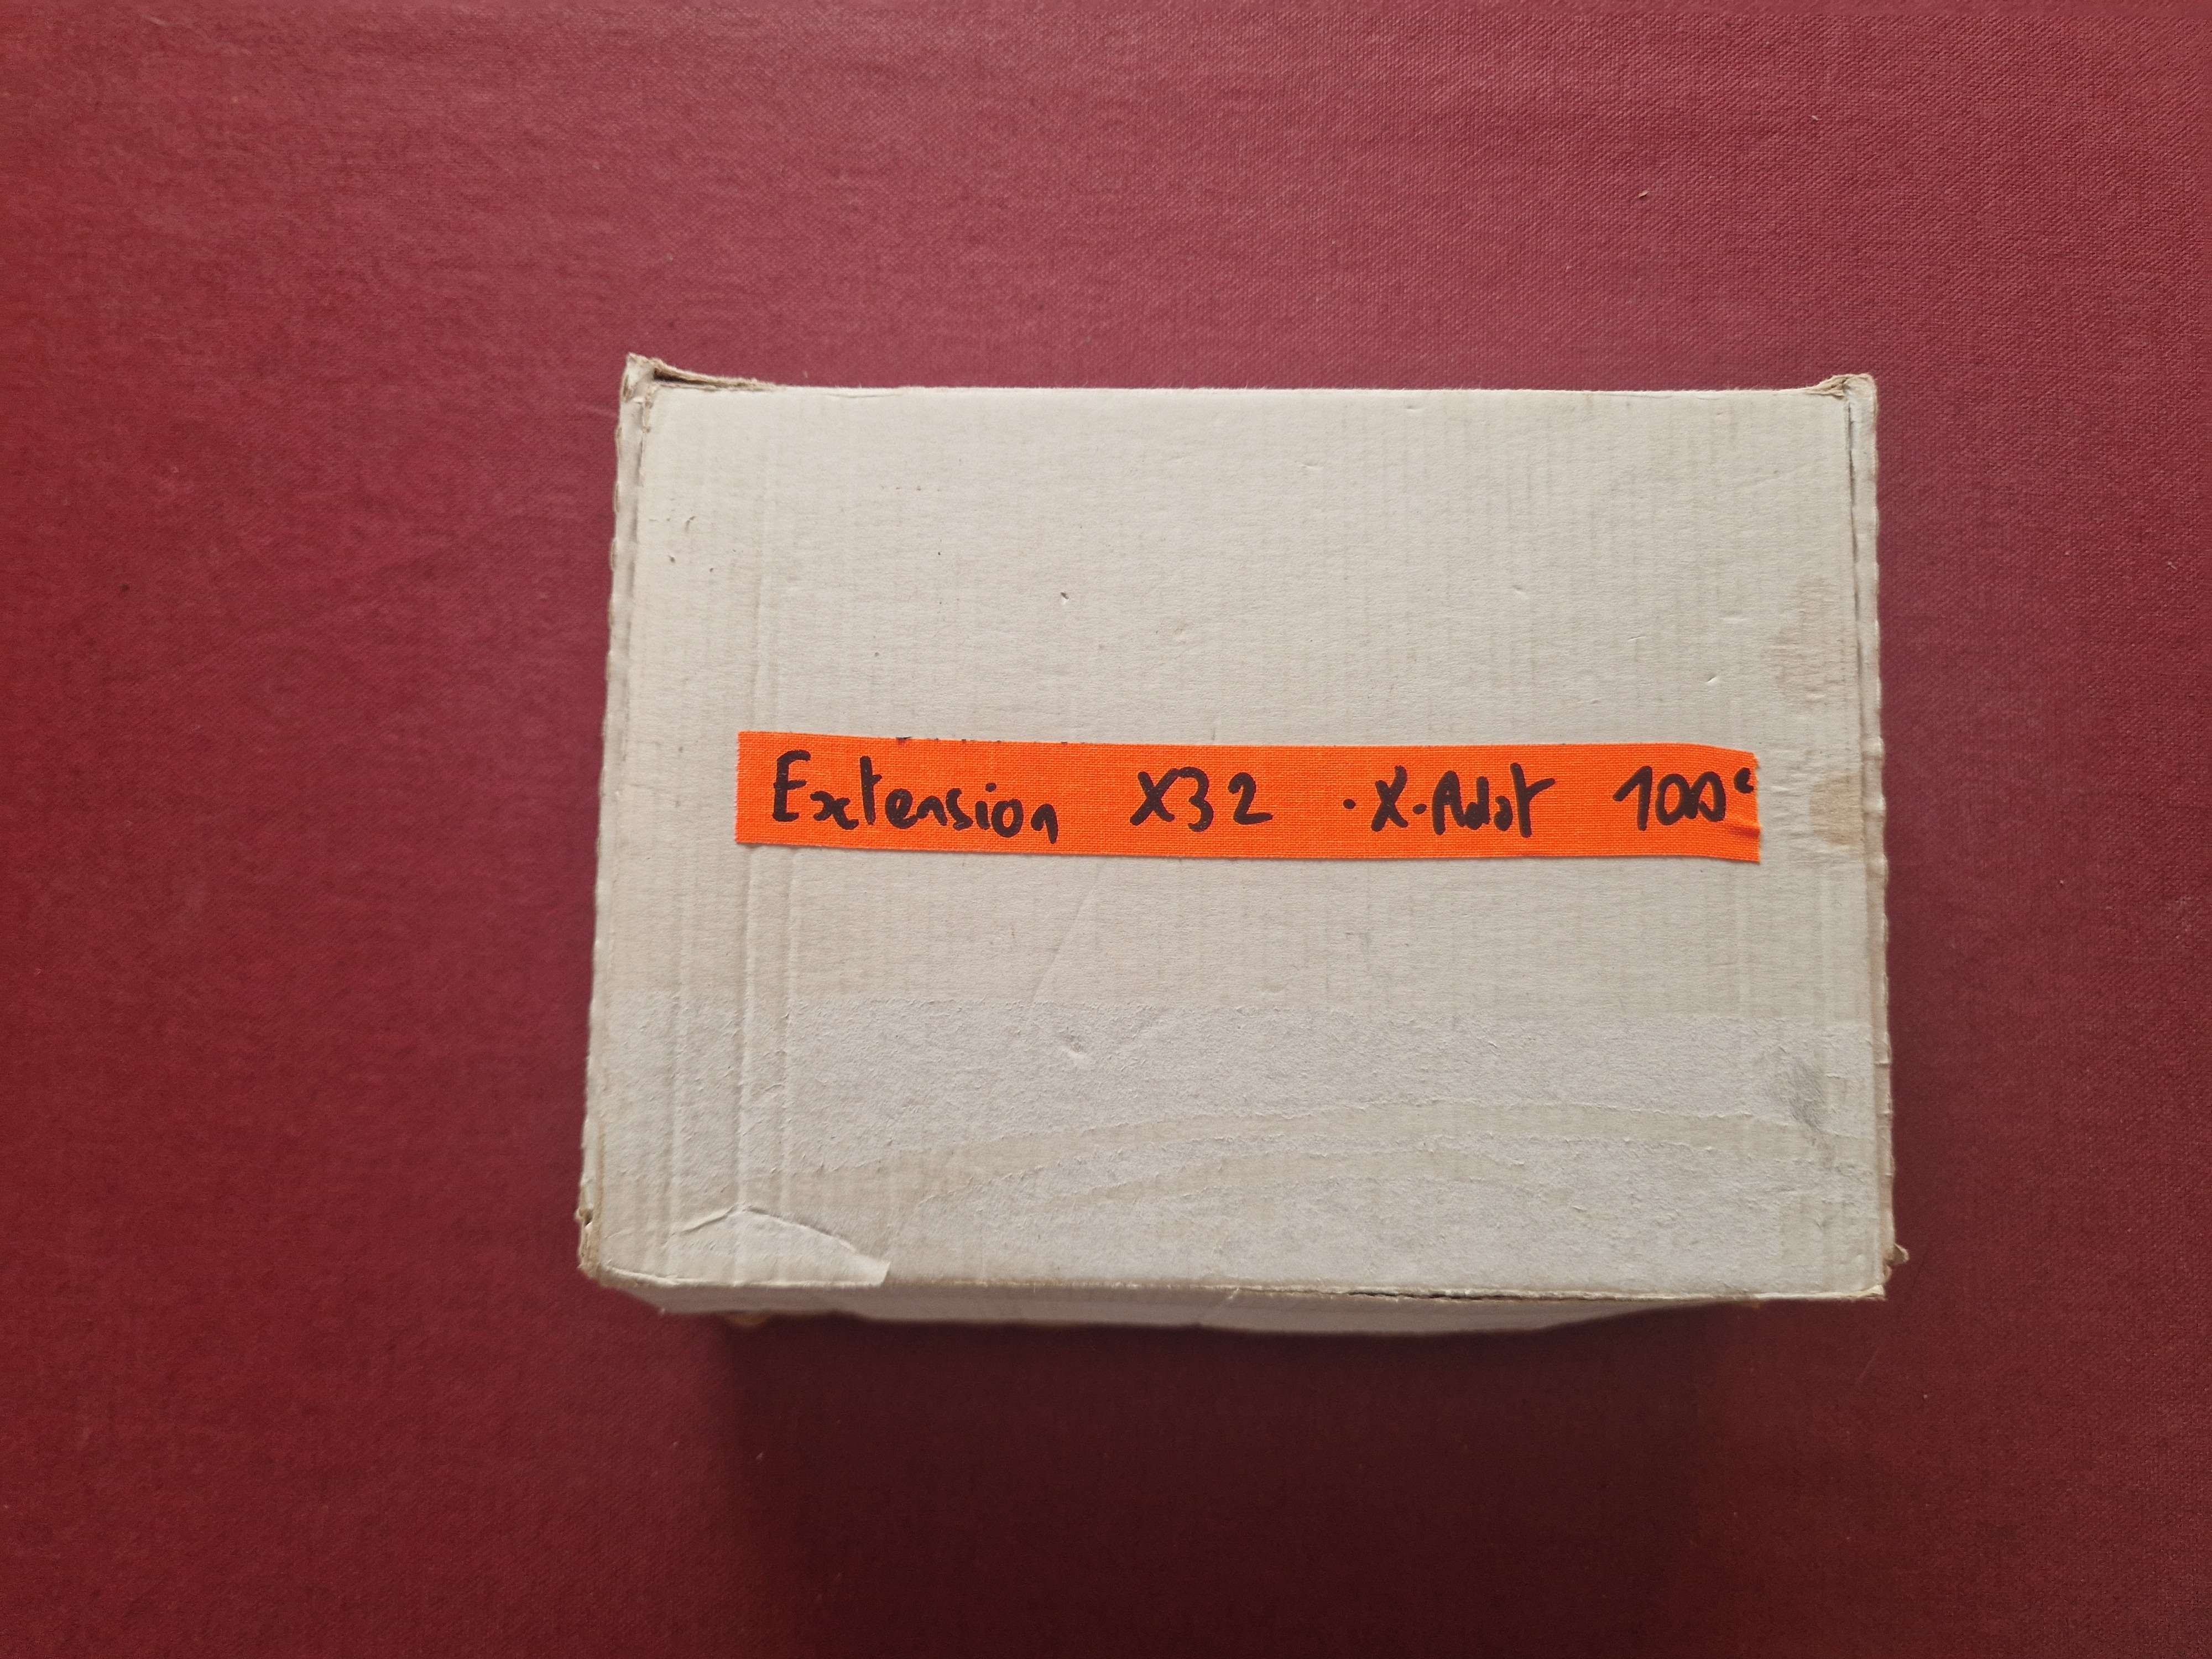 Extension X32 . X-Adat 100€